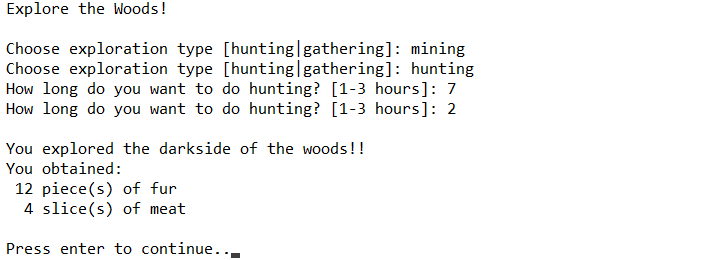 Explore the Woods!
Choose exploration type [hunting|gathering]: mining
Choose exploration type [hunting|gathering]: hunting
How long do you want to do hunting? [1-3 hours]: 7
How long do you want to do hunting? [1-3 hours]: 2
You explored the darkside of the woods!!
You obtained:
 12 piece(s) of fur
  4 slice(s) of meat
Press enter to continue.._